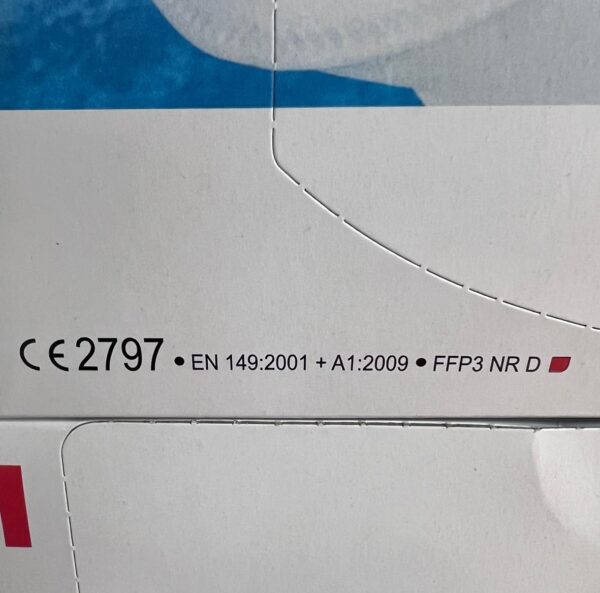 CE 2797 • EN 149:2001 + A1:2009 • FFP3 NR D